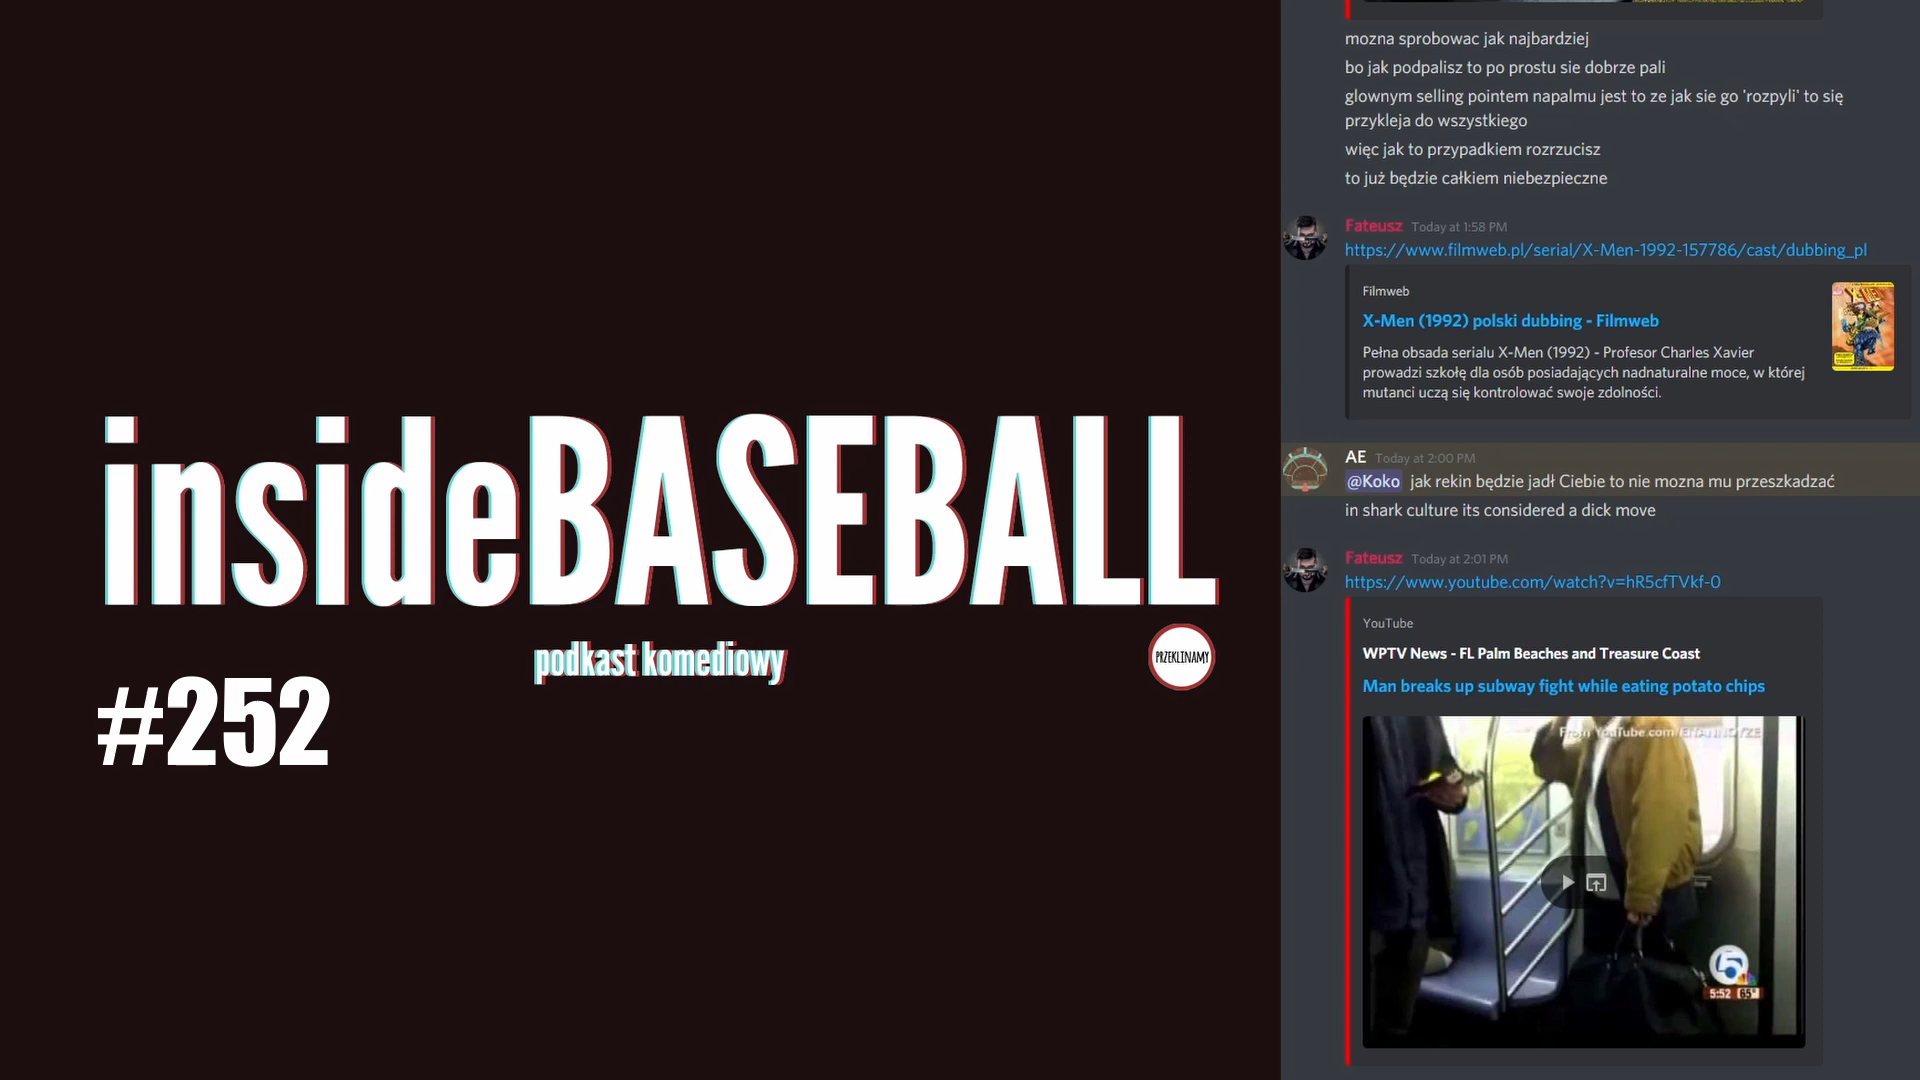 insideBASEBALL
podkast komediowy
PRZEKLINAMY
#252
mozna sprobowac jak najbardziej
bo jak podpalisz to po prostu sie dobrze pali
glownym selling pointem napalmu jest to ze jak sie go 'rozpyli' to się
przykleja do wszystkiego
więc jak to przypadkiem rozrzucisz
to już będzie całkiem niebezpieczne
Fateusz Today at 1:58 PM
https://www.filmweb.pl/serial/X-Men-1992-157786/cast/dubbing_pl
Filmweb
X-Men (1992) polski dubbing - Filmweb
Pełna obsada serialu X-Men (1992) - Profesor Charles Xavier
prowadzi szkołę dla osób posiadających nadnaturalne moce, w której
mutanci uczą się kontrolować swoje zdolności.
AE Today at 2:00 PM
@Koko jak rekin będzie jadł Ciebie to nie mozna mu przeszkadzać
in shark culture its considered a dick move
Fateusz Today at 2:01 PM
https://www.youtube.com/watch?v=hR5cfTVkf-0
YouTube
WPTV News - FL Palm Beaches and Treasure Coast
Man breaks up subway fight while eating potato chips
From YouTube.com/
5
5:52 65°